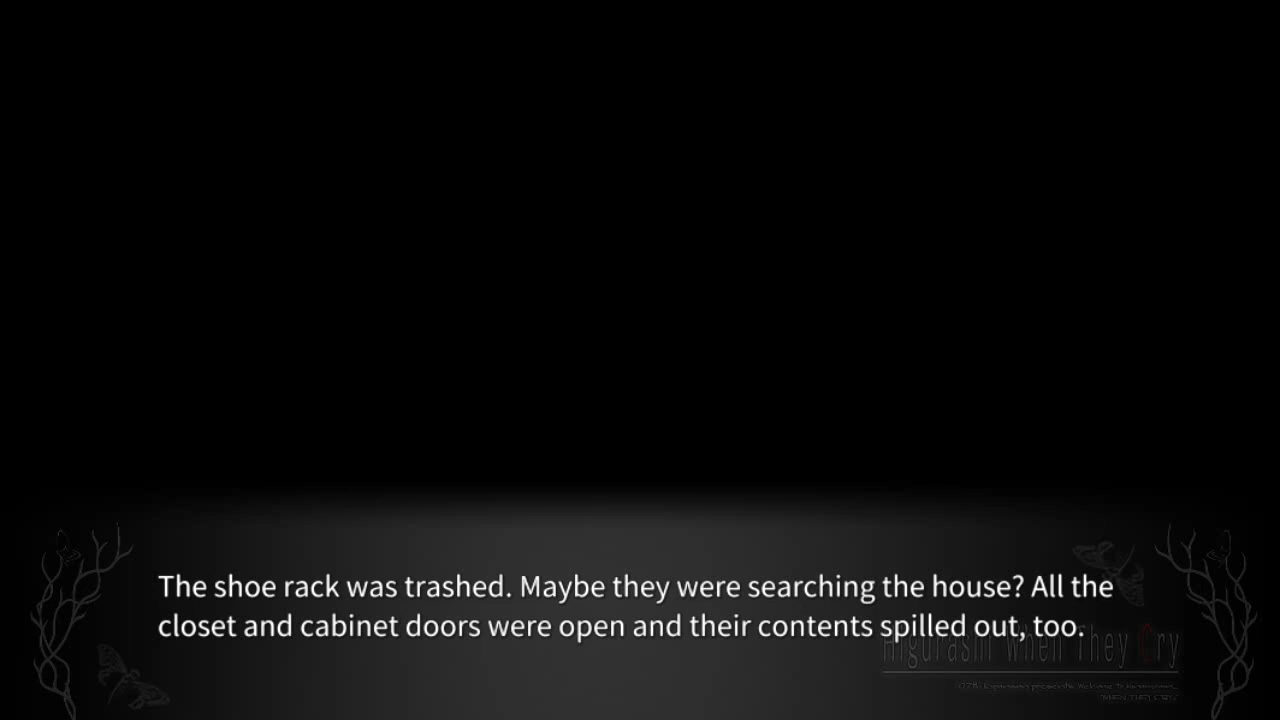 The shoe rack was trashed. Maybe they were searching the house? All the
closet and cabinet doors were open and their contents spilled out, too.
Higurashi When They Cry